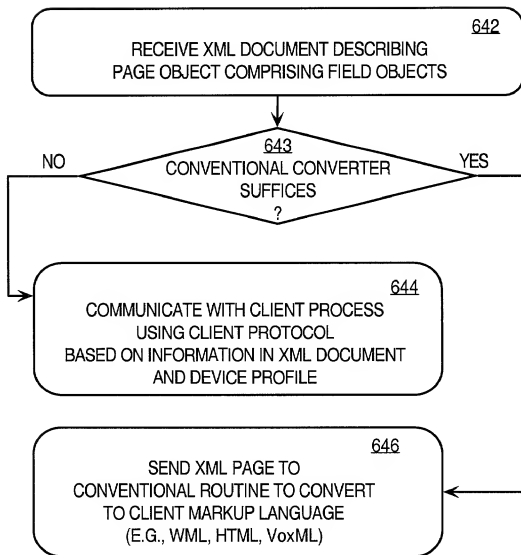 642
RECEIVE XML DOCUMENT DESCRIBING
PAGE OBJECT COMPRISING FIELD OBJECTS
643
NO
CONVENTIONAL CONVERTER
YES
SUFFICES
?
644
COMMUNICATE WITH CLIENT PROCESS
USING CLIENT PROTOCOL
BASED ON INFORMATION IN XML DOCUMENT
AND DEVICE PROFILE
646
SEND XML PAGE TO
CONVENTIONAL ROUTINE TO CONVERT
TO CLIENT MARKUP LANGUAGE
(E.G., WML, HTML, VoxML)